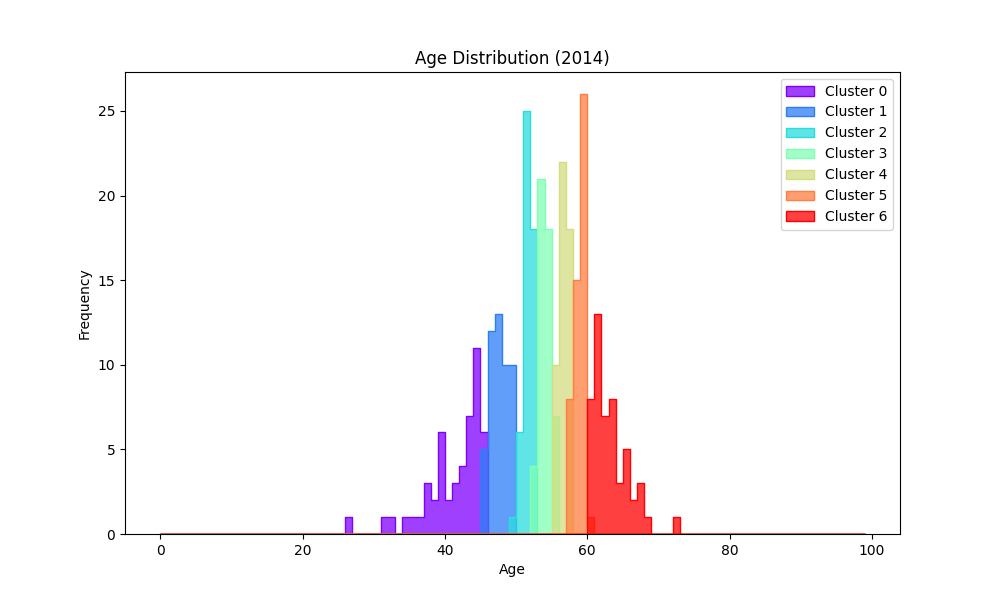 Age Distribution (2014)
Cluster 0
Cluster 1
Cluster 2
Cluster 3
Cluster 4
Cluster 5
Cluster 6
Frequency
25
20
15
10
5
0
0 20 40 60 80 100
Age